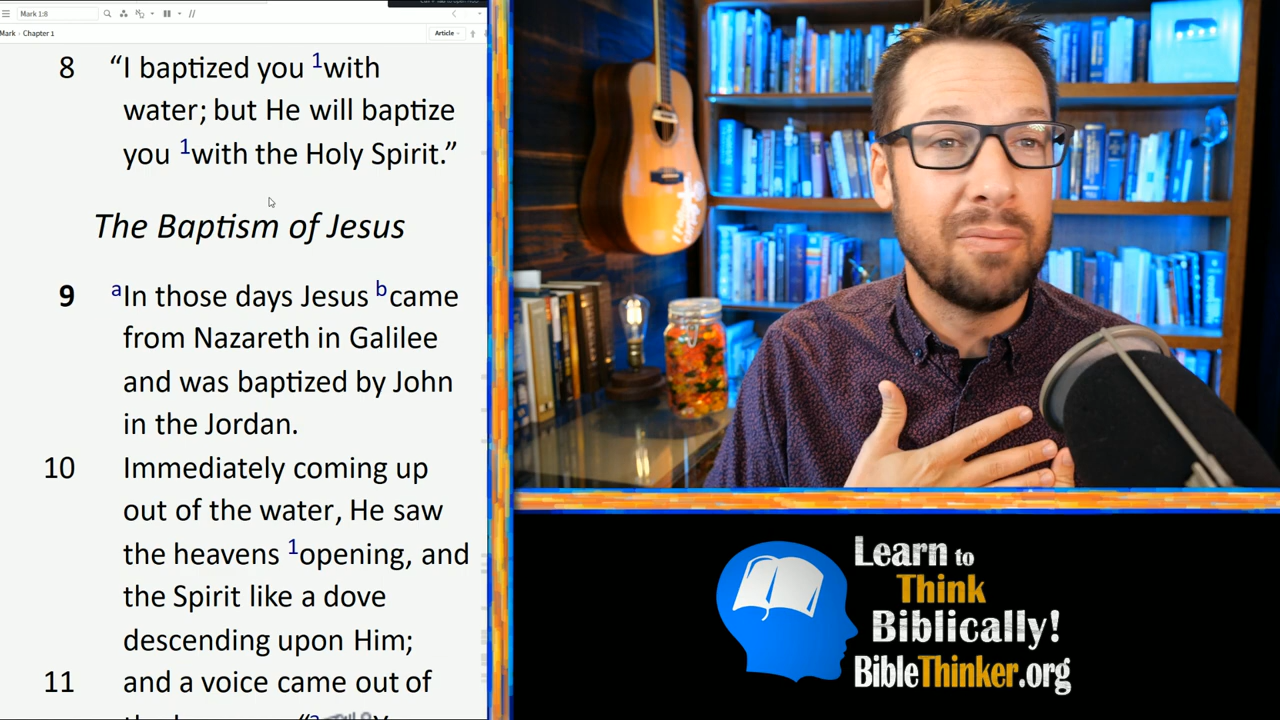 Mark 1:8
Mark › Chapter 1
Article
8 “I baptized you 1with
water; but He will baptize
you 1with the Holy Spirit.”
The Baptism of Jesus
9 aIn those days Jesus bcame
from Nazareth in Galilee
and was baptized by John
in the Jordan.
10 Immediately coming up
out of the water, He saw
the heavens 1opening, and
the Spirit like a dove
descending upon Him;
11 and a voice came out of
Learn to
Think
Biblically!
BibleThinker.org